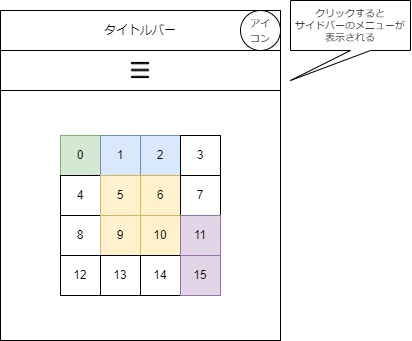 タイトルバー
アイ
コン
クリックすると
サイドバーのメニューが
表示される
0 1 2 3
4 5 6 7
8 9 10 11
12 13 14 15